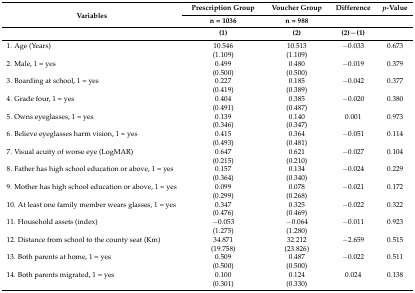 Variables Prescription Group Voucher Group Difference p-Value
n = 1036 n = 988
(1) (2) (2)−(1)
1. Age (Years) 10.546 10.513 −0.033 0.673
(1.109) (1.109)
2. Male, 1 = yes 0.499 0.480 −0.019 0.379
(0.500) (0.500)
3. Boarding at school, 1 = yes 0.227 0.185 −0.042 0.377
(0.419) (0.389)
4. Grade four, 1 = yes 0.404 0.385 −0.020 0.380
(0.491) (0.487)
5. Owns eyeglasses, 1 = yes 0.139 0.140 0.001 0.973
(0.346) (0.347)
6. Believe eyeglasses harm vision, 1 = yes 0.415 0.364 −0.051 0.114
(0.493) (0.481)
7. Visual acuity of worse eye (LogMAR) 0.647 0.621 −0.027 0.104
(0.215) (0.210)
8. Father has high school education or above, 1 = yes 0.157 0.134 −0.024 0.229
(0.364) (0.340)
9. Mother has high school education or above, 1 = yes 0.099 0.078 −0.021 0.172
(0.299) (0.268)
10. At least one family member wears glasses, 1 = yes 0.347 0.325 −0.022 0.322
(0.476) (0.469)
11. Household assets (index) −0.053 −0.064 −0.011 0.923
(1.275) (1.280)
12. Distance from school to the county seat (Km) 34.871 32.212 −2.659 0.515
(19.758) (23.826)
13. Both parents at home, 1 = yes 0.509 0.487 −0.022 0.511
(0.500) (0.500)
14. Both parents migrated, 1 = yes 0.100 0.124 0.024 0.138
(0.301) (0.330)